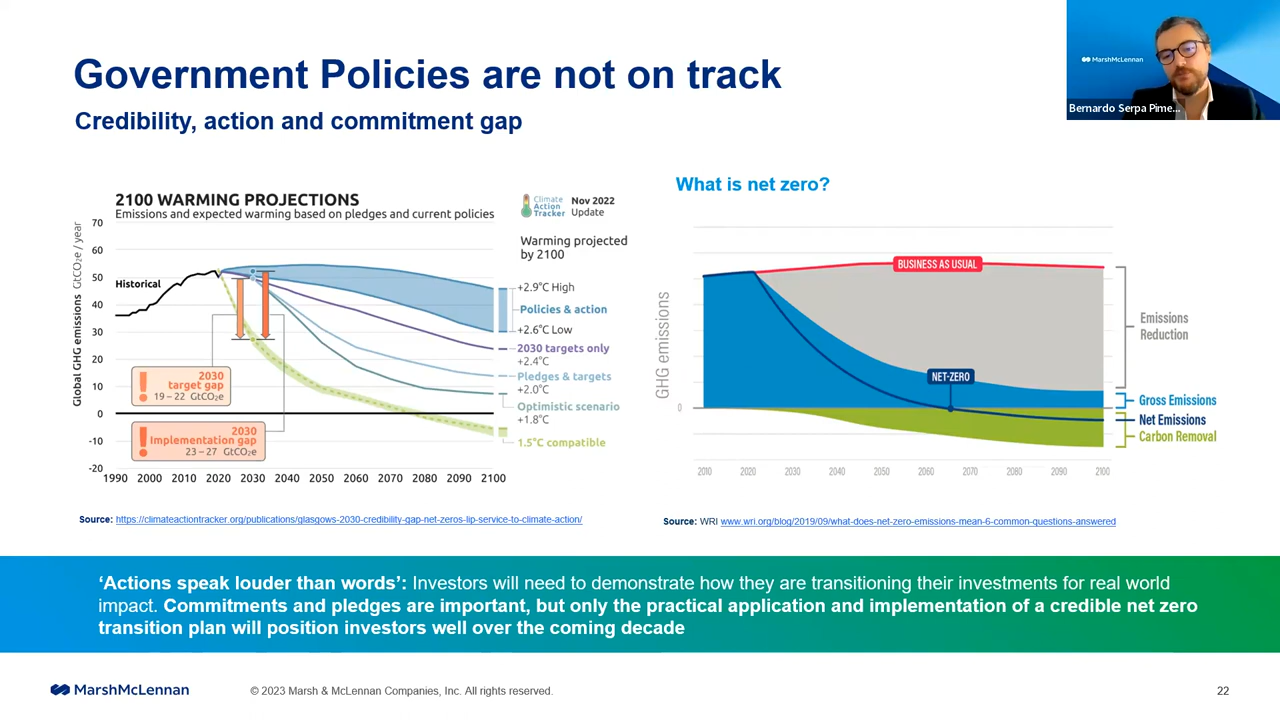 Government Policies are not on track
Credibility, action and commitment gap
MarshMcLennan
Bernardo Serpa Pime...
2100 WARMING PROJECTIONS
Emissions and expected warming based on pledges and current policies
Climate
Action
Tracker
Nov 2022
Update
Warming projected
by 2100
Global GHG emissions GtCO₂e / year
70
60
50
40
30
20
10
0
-10
-20
Historical
2030
target gap
19 – 22 GtCO₂e
2030
Implementation gap
23 – 27 GtCO₂e
+2.9°C High
Policies & action
+2.6°C Low
2030 targets only
+2.4°C
Pledges & targets
+2.0°C
Optimistic scenario
+1.8°C
1.5°C compatible
1990 2000 2010 2020 2030 2040 2050 2060 2070 2080 2090 2100
Source: https://climateactiontracker.org/publications/glasgows-2030-credibility-gap-net-zeros-lip-service-to-climate-action/
What is net zero?
GHG emissions
0
BUSINESS AS USUAL
NET-ZERO
Emissions
Reduction
Gross Emissions
Net Emissions
Carbon Removal
2010 2020 2030 2040 2050 2060 2070 2080 2090 2100
Source: WRI www.wri.org/blog/2019/09/what-does-net-zero-emissions-mean-6-common-questions-answered
‘Actions speak louder than words’: Investors will need to demonstrate how they are transitioning their investments for real world
impact. Commitments and pledges are important, but only the practical application and implementation of a credible net zero
transition plan will position investors well over the coming decade
MarshMcLennan
© 2023 Marsh & McLennan Companies, Inc. All rights reserved.
22